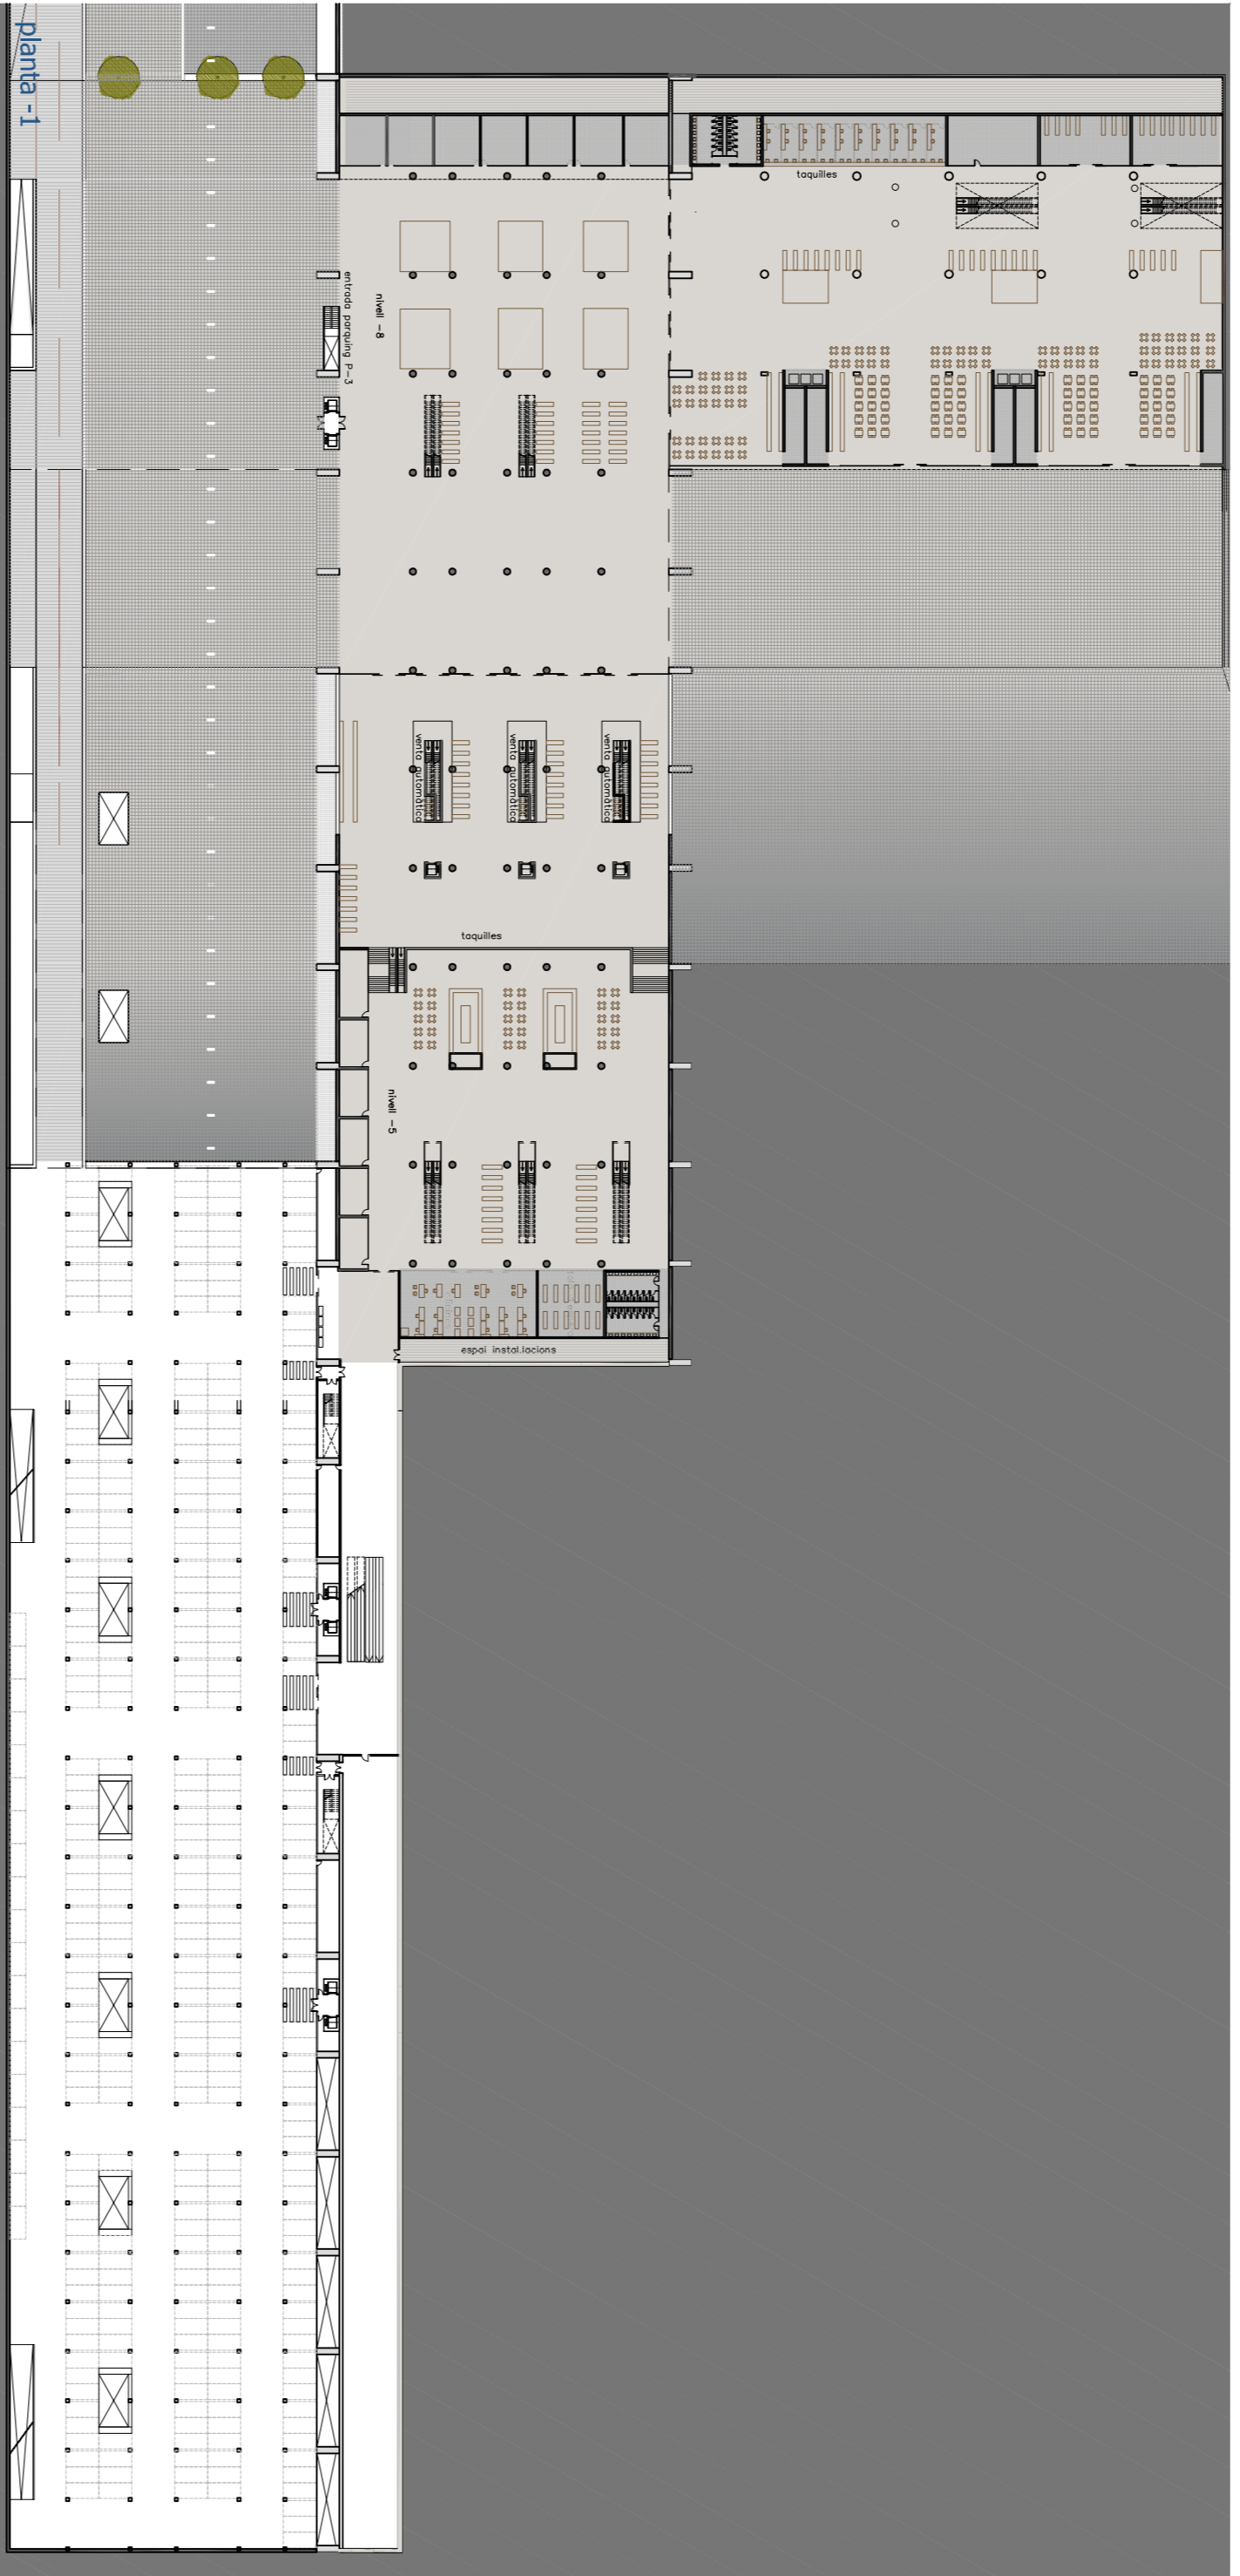 planta -1
taquilles
entrada parquing P-3
nivell -8
venta automàtica
venta automàtica
venta automàtica
taquilles
nivell -5
espai instal.lacions